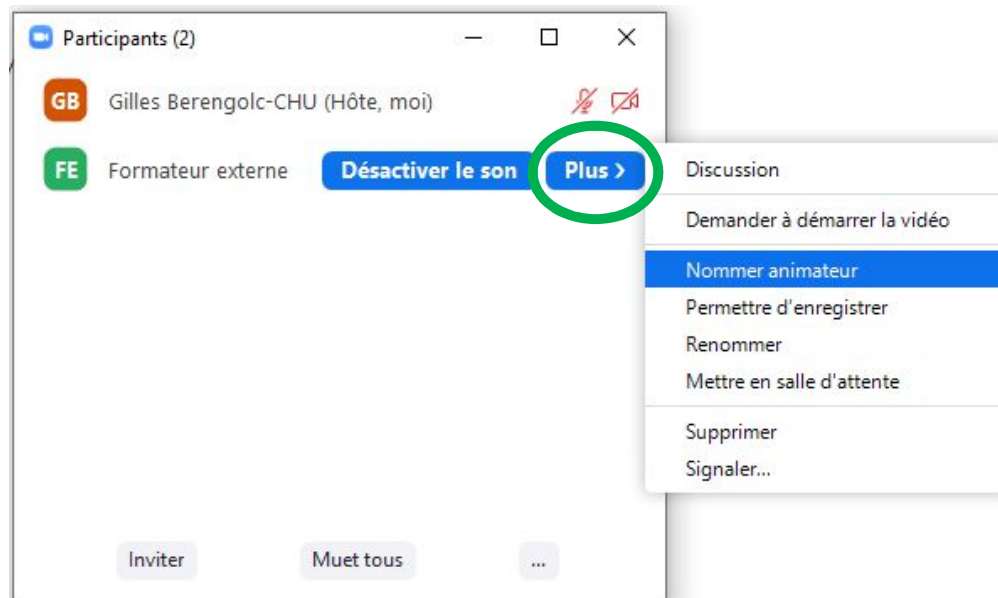 Participants (2)
GB Gilles Berengolc-CHU (Hôte, moi)
FE Formateur externe Désactiver le son Plus >
Discussion
Demander à démarrer la vidéo
Nommer animateur
Permettre d'enregistrer
Renommer
Mettre en salle d'attente
Supprimer
Signaler...
Inviter Muet tous ...